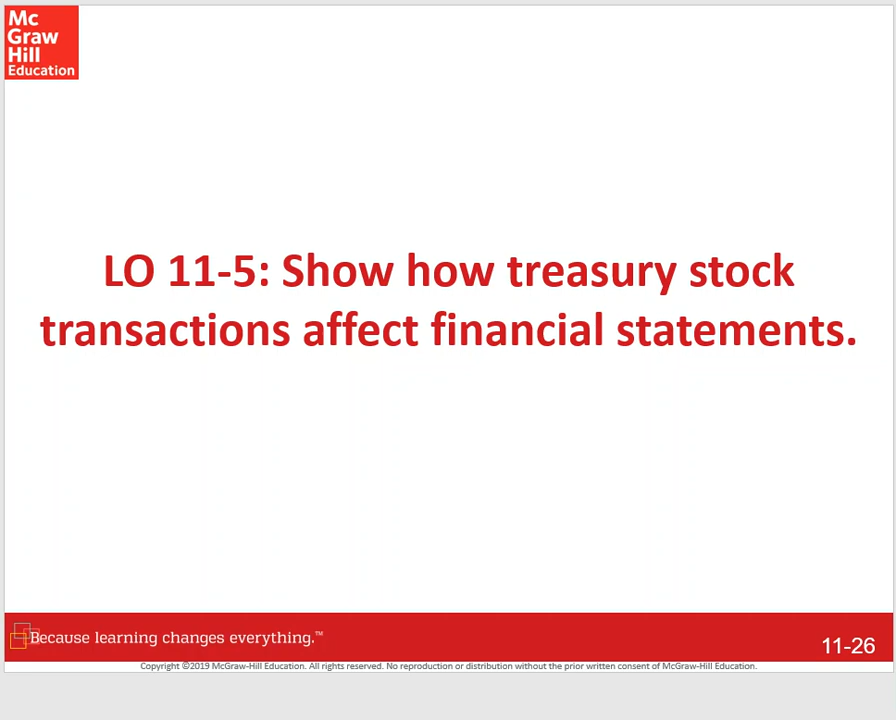 Mc
Graw
Hill
Education
LO 11-5: Show how treasury stock
transactions affect financial statements.
Because learning changes everything.™
11-26
Copyright ©2019 McGraw-Hill Education. All rights reserved. No reproduction or distribution without the prior written consent of McGraw-Hill Education.